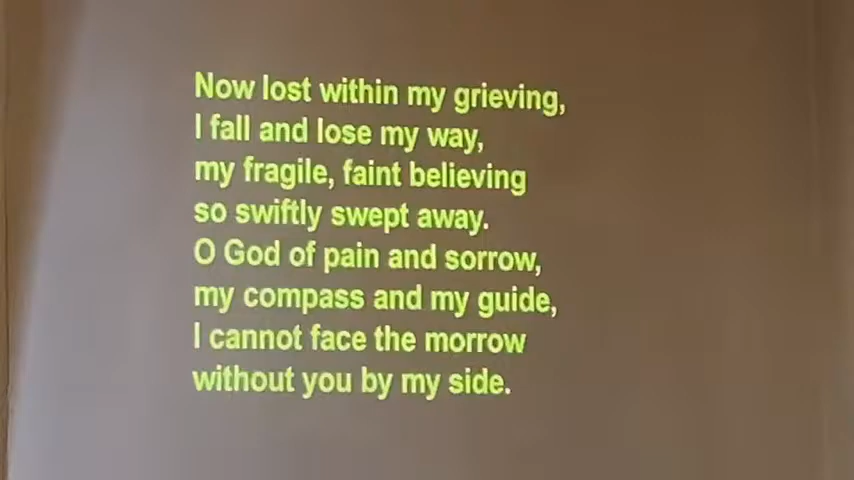 Now lost within my grieving,
I fall and lose my way,
my fragile, faint believing
so swiftly swept away.
O God of pain and sorrow,
my compass and my guide,
I cannot face the morrow
without you by my side.